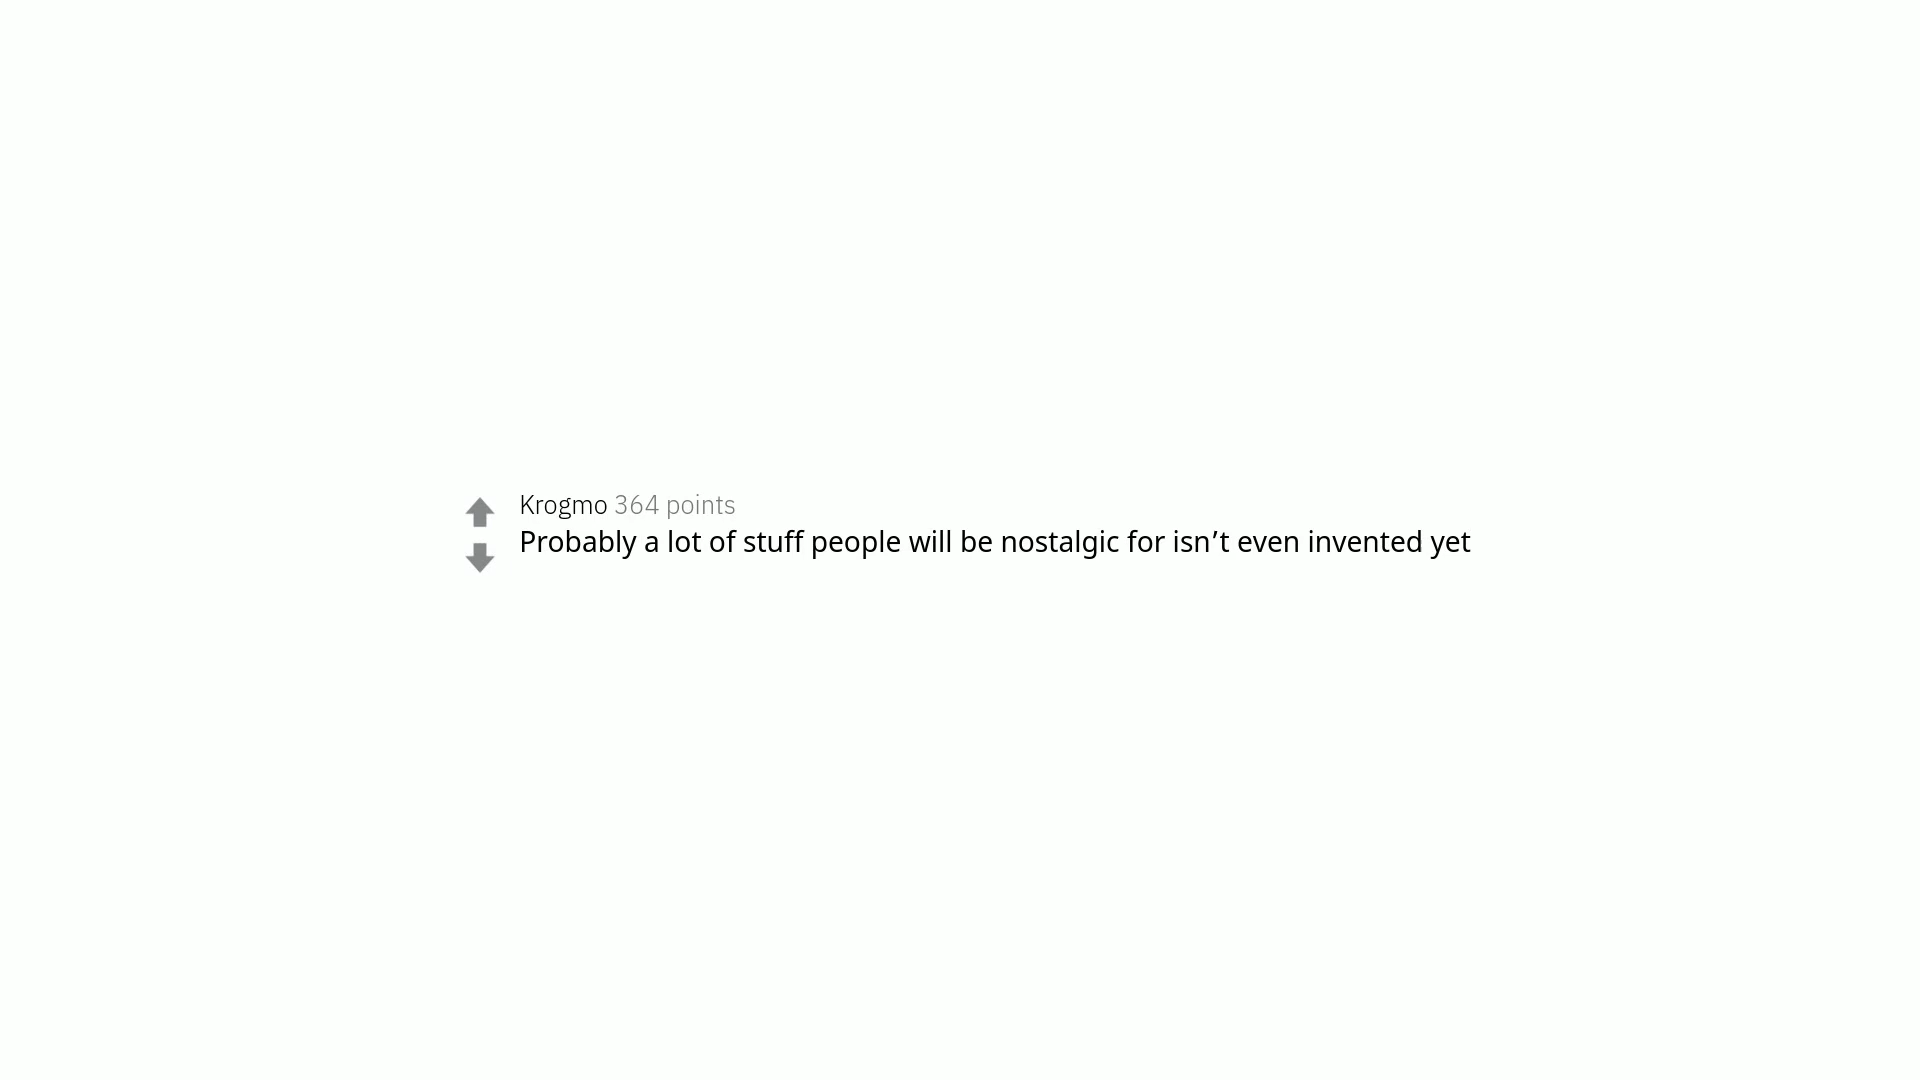 Krogmo 364 points
Probably a lot of stuff people will be nostalgic for isn’t even invented yet